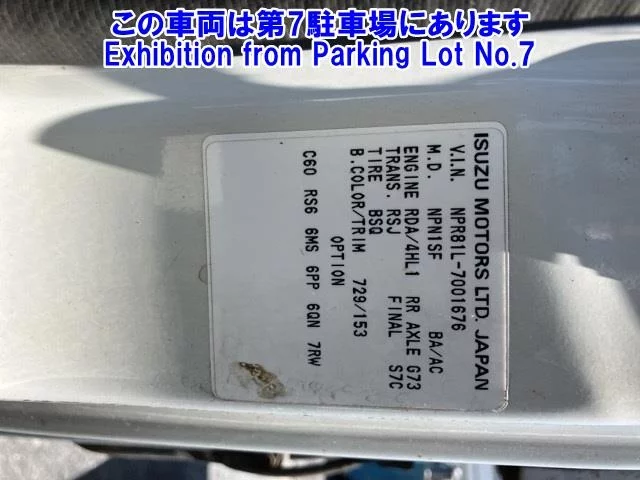 この車両は第7駐車場にあります
Exhibition from Parking Lot No.7
ISUZU MOTORS LTD. JAPAN
V.I.N. NPR81L-7001676
M.D. NPN1SF BA/AC
ENGINE RDA/4HL1 RR AXLE G73
TRANS. RSJ FINAL S7C
TIRE BSQ
B.COLOR/TRIM 729/153
OPTION
C60 RS6 6MS 6PP 6QN 7RW